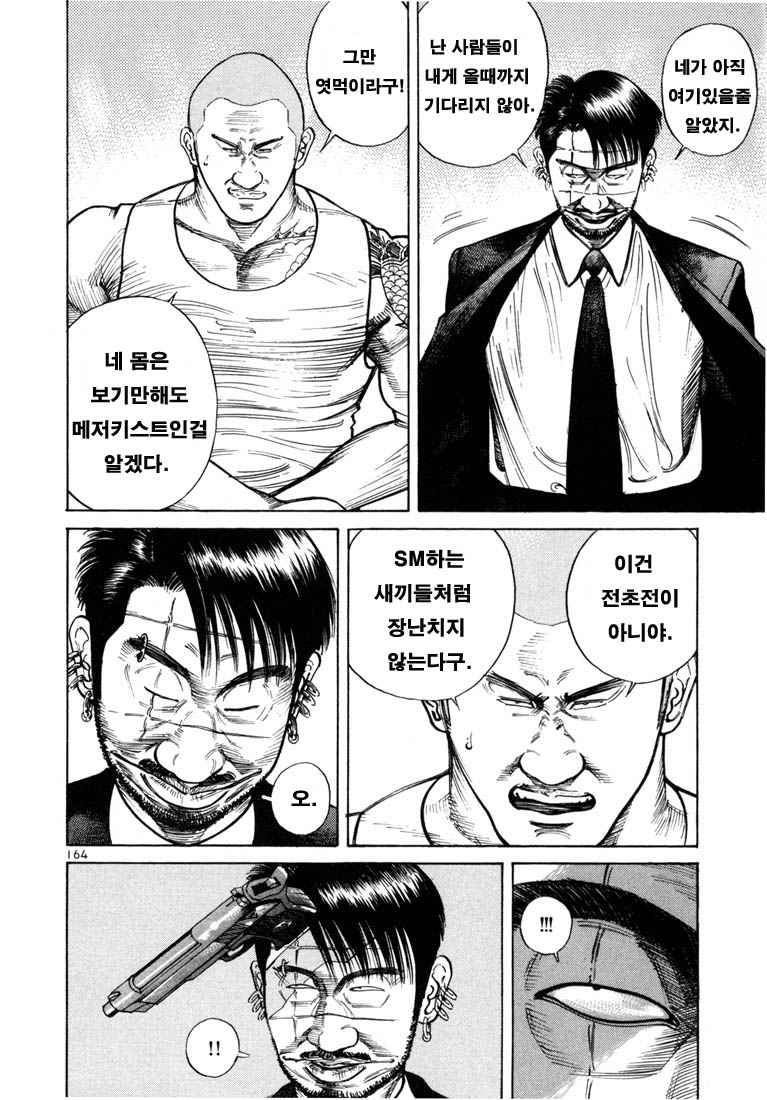 네가 아직
여기있을줄
알았지.
난 사람들이
내게 올때까지
기다리지 않아.
그만
엿먹이라구!
네 몸은
보기만해도
메저키스트인걸
알겠다.
이건
전초전이
아니야.
SM하는
새끼들처럼
장난치지
않는다구.
오.
164
!!!
!!